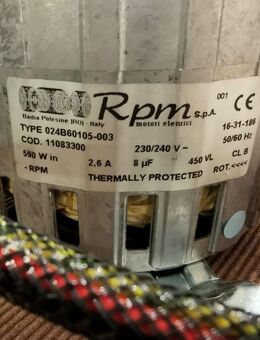 Rpm S.p.A. 001 CE
Badia Polesine (RO) - Italy motori elettrici
TYPE 024B60105-003 16-31-186
COD. 11083300 230/240 V ~ 50/60 Hz
590 W in 2,6 A 8 µF 450 VL CL B
- RPM THERMALLY PROTECTED ROT.